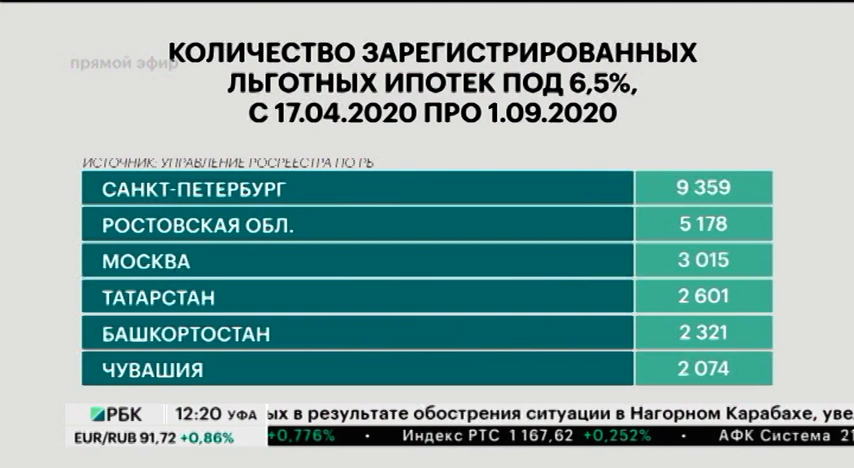 прямой эфир
КОЛИЧЕСТВО ЗАРЕГИСТРИРОВАННЫХ
ЛЬГОТНЫХ ИПОТЕК ПОД 6,5%,
С 17.04.2020 ПРО 1.09.2020
ИСТОЧНИК: УПРАВЛЕНИЕ РОСРЕЕСТРА ПО РБ
САНКТ-ПЕТЕРБУРГ 9 359
РОСТОВСКАЯ ОБЛ. 5 178
МОСКВА 3 015
ТАТАРСТАН 2 601
БАШКОРТОСТАН 2 321
ЧУВАШИЯ 2 074
РБК 12:20 УФА ых в результате обострения ситуации в Нагорном Карабахе, уве
EUR/RUB 91,72 +0,86% +0,776% • Индекс РТС 1 167,62 +0,252% • АФК Система 2